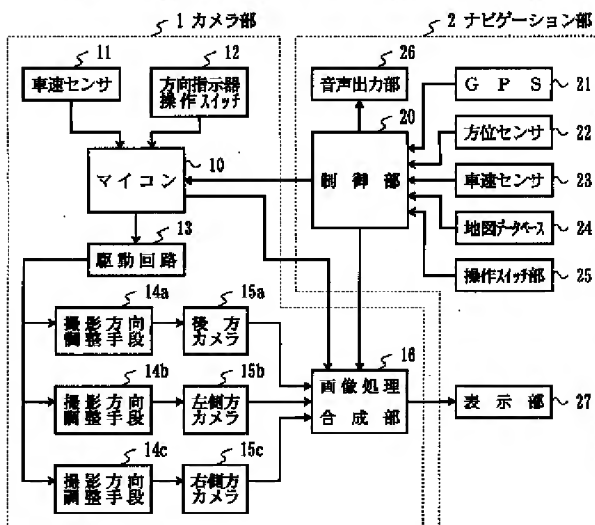 1 カメラ部
2 ナビゲーション部
11
車速センサ
12
方向指示器
操作スイッチ
26
音声出力部
GPS
21
20
制御部
方位センサ
22
10
マイコン
車速センサ
23
地図データベース
24
13
駆動回路
操作スイッチ部
25
14a
撮影方向
調整手段
15a
後方
カメラ
14b
撮影方向
調整手段
15b
左側方
カメラ
16
画像処理
合成部
表示部
27
14c
撮影方向
調整手段
15c
右側方
カメラ